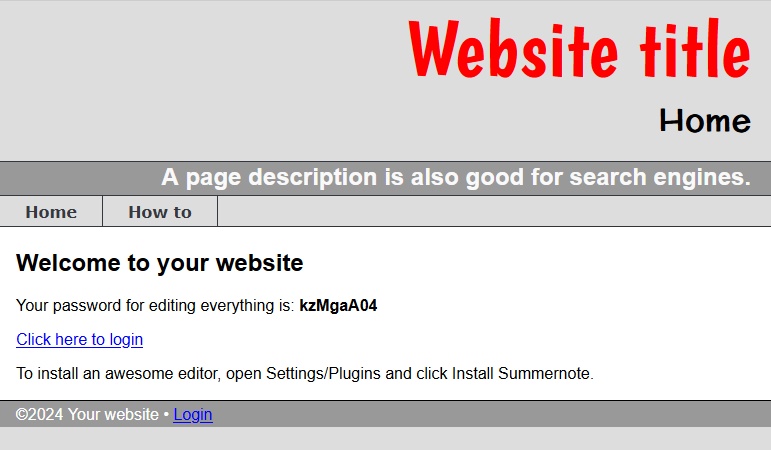 Website title
Home
A page description is also good for search engines.
Home How to
Welcome to your website
Your password for editing everything is: kzMgaA04
Click here to login
To install an awesome editor, open Settings/Plugins and click Install Summernote.
©2024 Your website • Login